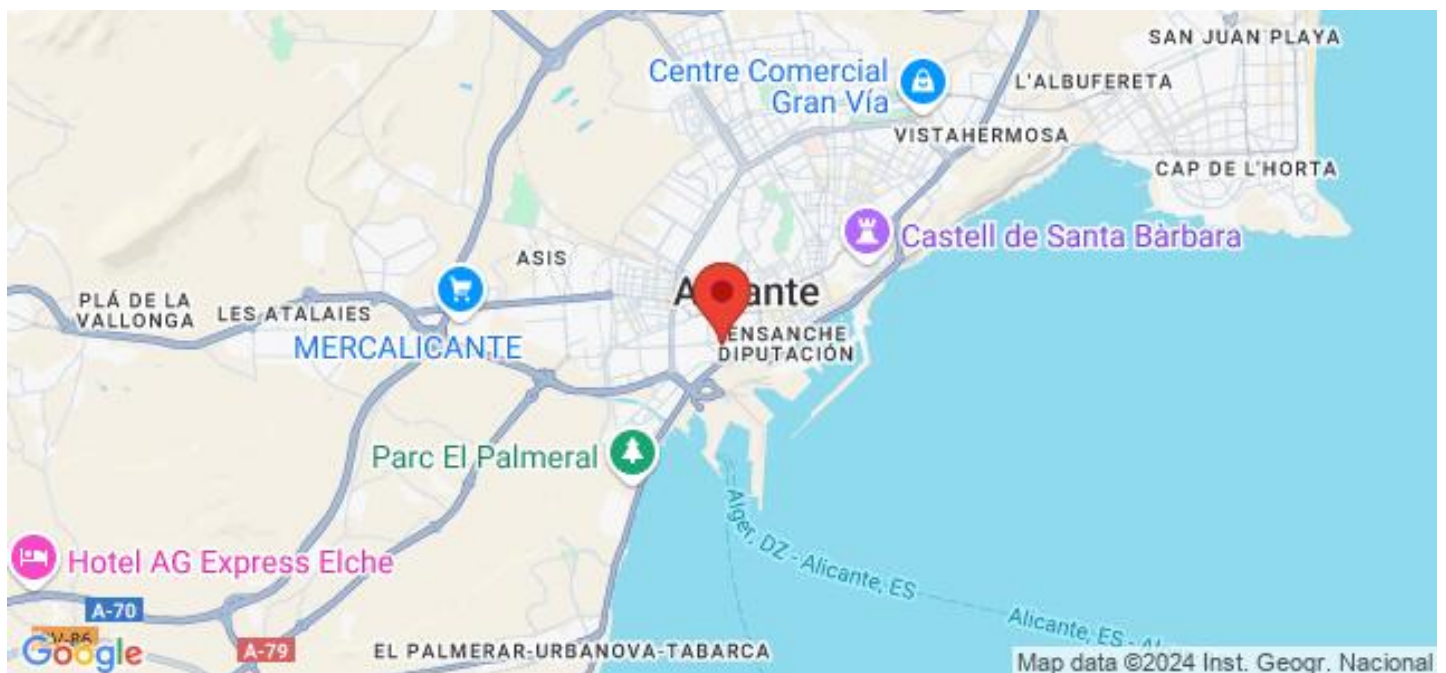 SAN JUAN PLAYA
Centre Comercial
Gran Vía
L'ALBUFERETA
VISTAHERMOSA
CAP DE L'HORTA
Castell de Santa Bàrbara
ASIS
PLÁ DE LA
VALLONGA
LES ATALAIES
MERCALICANTE
ENSANCHE
DIPUTACIÓN
Parc El Palmeral
Alger, DZ - Alicante, ES
Hotel AG Express Elche
A-70
Alicante, ES
Google
A-79
EL PALMERAR-URBANOVA-TABARCA
Map data ©2024 Inst. Geogr. Nacional